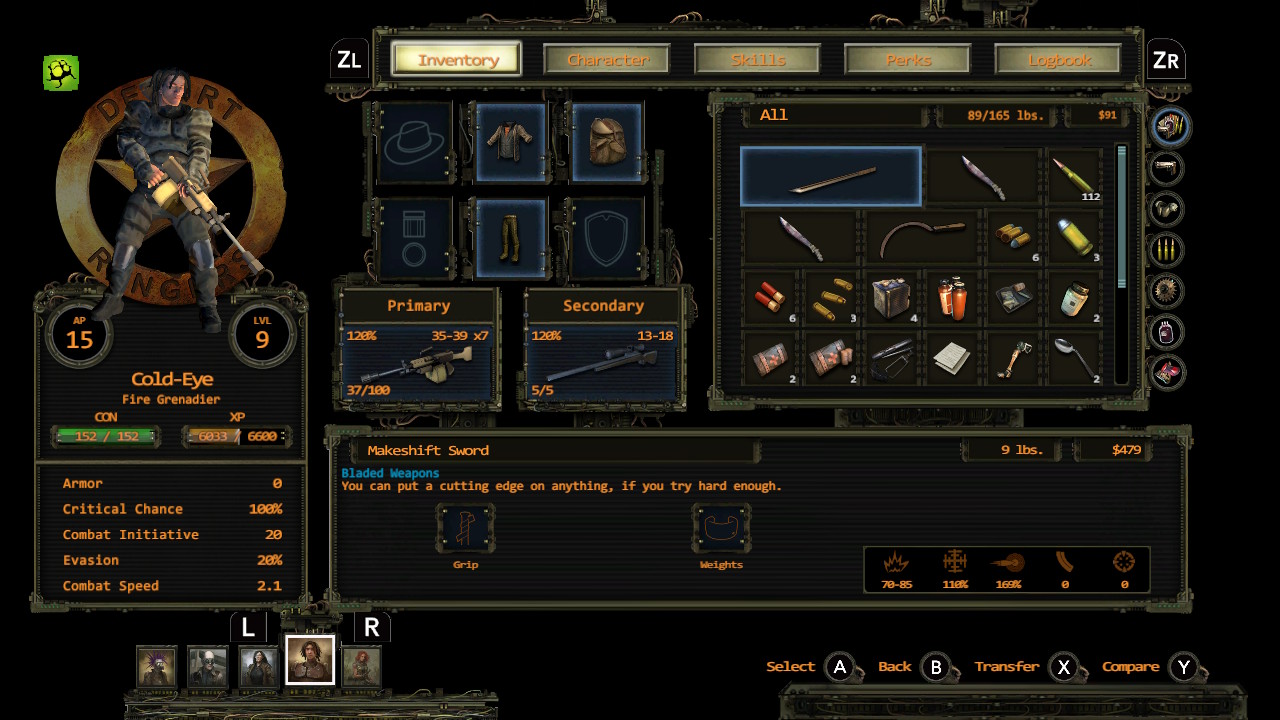 ZL
Inventory
Character
Skills
Perks
Logbook
ZR
DESERT
RANGERS
All
89/165 lbs.
$91
112
6
3
6
3
4
2
2
2
2
Primary
120%
35-39 x7
37/100
Secondary
120%
13-18
5/5
AP
15
LVL
9
Cold-Eye
Fire Grenadier
CON
XP
152 / 152
6033 / 6600
Armor 0
Critical Chance 100%
Combat Initiative 20
Evasion 20%
Combat Speed 2.1
Makeshift Sword
9 lbs.
$479
Bladed Weapons
You can put a cutting edge on anything, if you try hard enough.
Grip
Weights
70-85
110%
169%
0
0
L
R
Select A
Back B
Transfer X
Compare Y